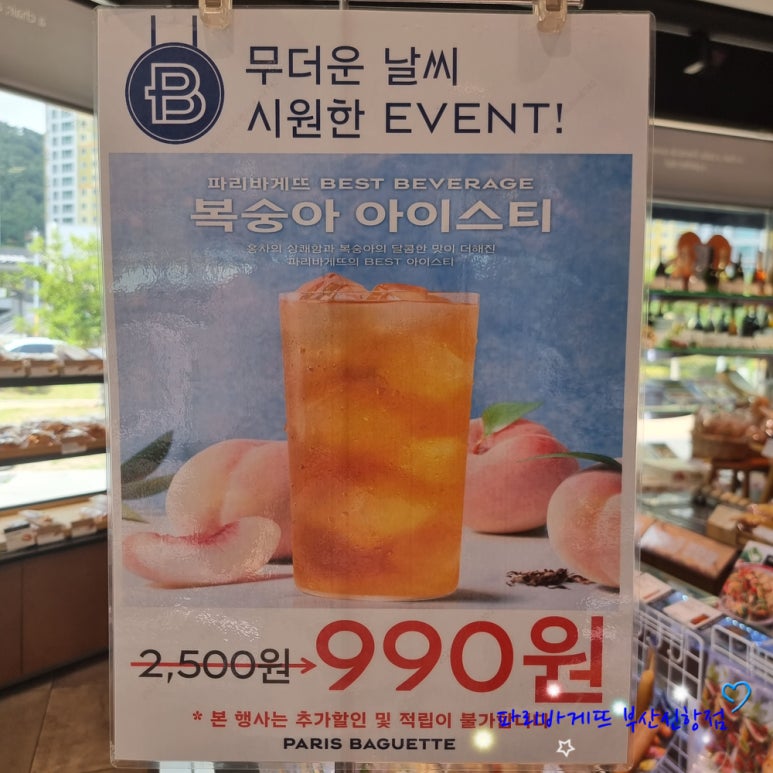 B
무더운 날씨
시원한 EVENT!
파리바게뜨 BEST BEVERAGE
복숭아 아이스티
홍차의 상쾌함과 복숭아의 달콤한 맛이 더해진
파리바게뜨의 BEST 아이스티
2,500원→990원
* 본 행사는 추가할인 및 적립이 불가
파리바게뜨 부산신항점
PARIS BAGUETTE